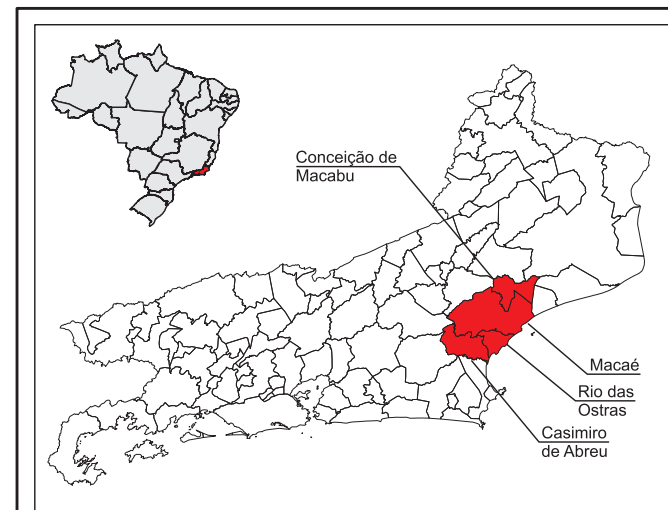 Conceição de
Macabu
Macaé
Rio das
Ostras
Casimiro
de Abreu